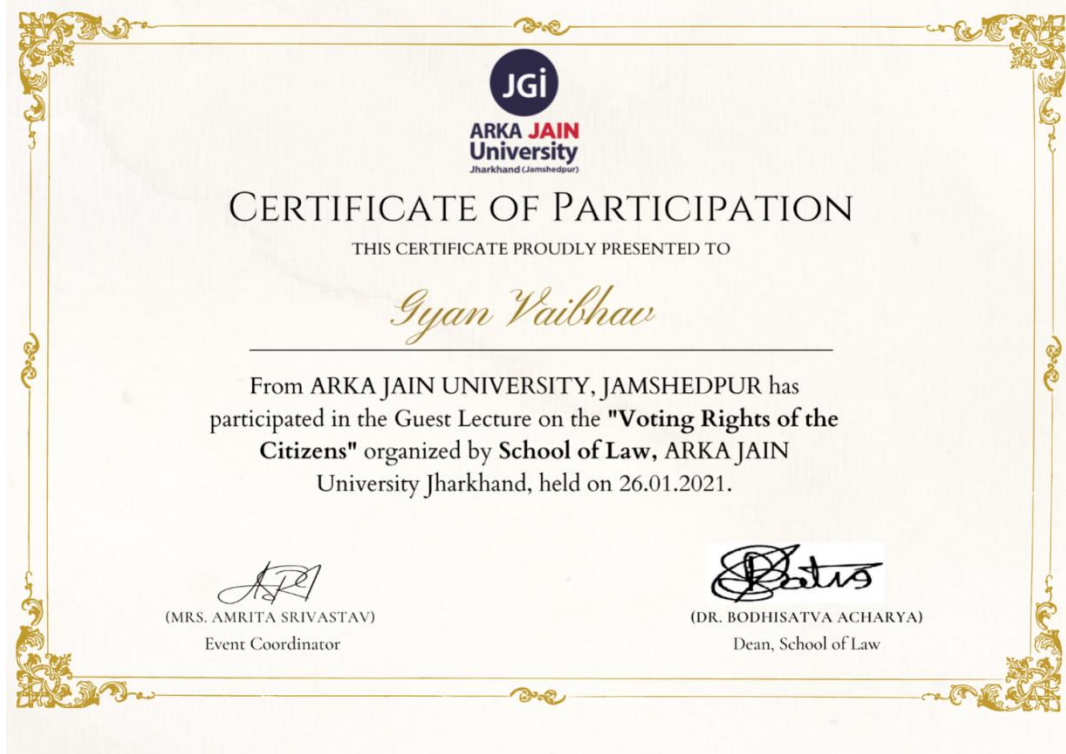 JGi
ARKA JAIN
University
Jharkhand (Jamshedpur)
CERTIFICATE OF PARTICIPATION
THIS CERTIFICATE PROUDLY PRESENTED TO
Gyan Vaibhav
From ARKA JAIN UNIVERSITY, JAMSHEDPUR has
participated in the Guest Lecture on the "Voting Rights of the
Citizens" organized by School of Law, ARKA JAIN
University Jharkhand, held on 26.01.2021.
(MRS. AMRITA SRIVASTAV)
Event Coordinator
(DR. BODHISATVA ACHARYA)
Dean, School of Law